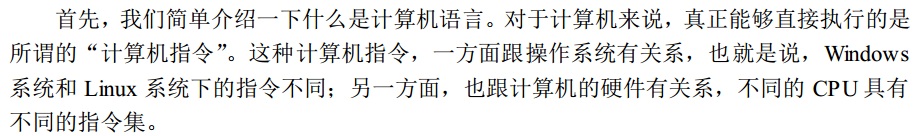 首先，我们简单介绍一下什么是计算机语言。对于计算机来说，真正能够直接执行的是
所谓的“计算机指令”。这种计算机指令，一方面跟操作系统有关系，也就是说，Windows
系统和 Linux 系统下的指令不同；另一方面，也跟计算机的硬件有关系，不同的 CPU 具有
不同的指令集。